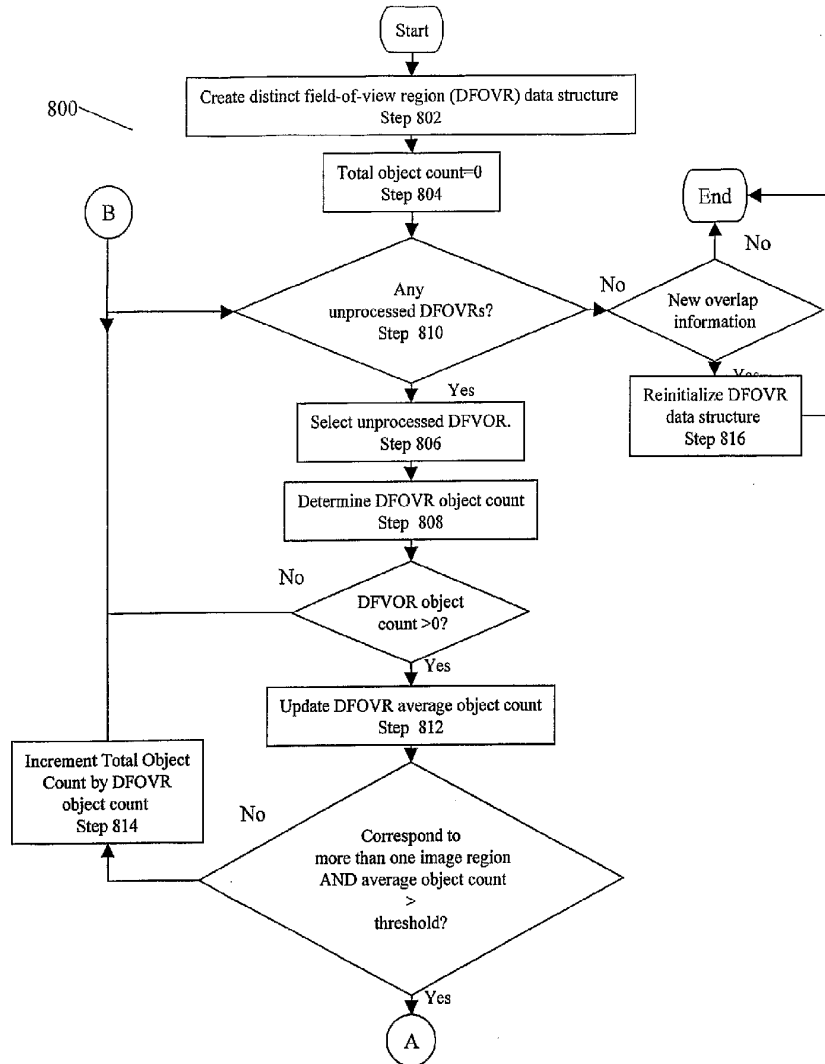 Start
800
Create distinct field-of-view region (DFOVR) data structure
Step 802
Total object count=0
Step 804
B
End
No
Any
unprocessed DFOVRs?
Step 810
No
New overlap
information
Yes
Yes
Select unprocessed DFVOR.
Step 806
Reinitialize DFOVR
data structure
Step 816
Determine DFOVR object count
Step 808
No
DFVOR object
count >0?
Yes
Update DFOVR average object count
Step 812
Increment Total Object
Count by DFOVR
object count
Step 814
No
Correspond to
more than one image region
AND average object count
>
threshold?
Yes
A